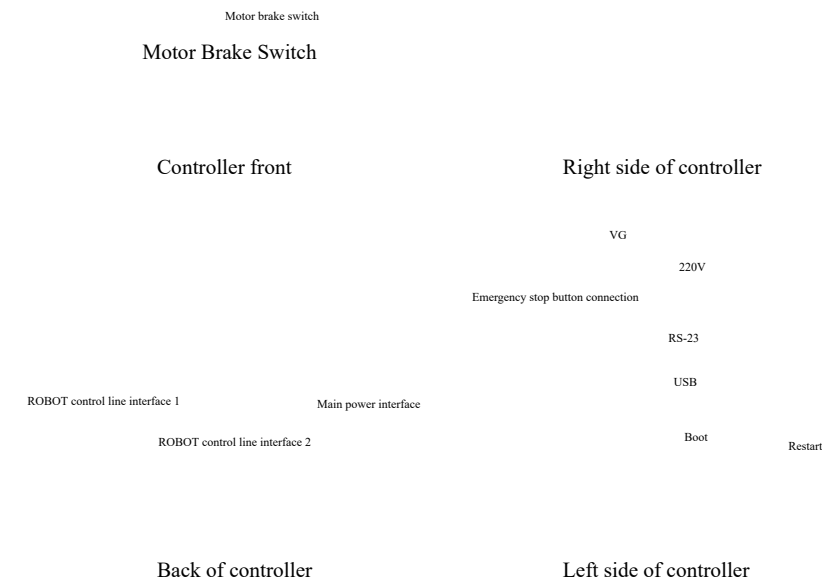 Motor brake switch
Motor Brake Switch
Controller front
Right side of controller
VG
220V
Emergency stop button connection
RS-23
USB
ROBOT control line interface 1
Main power interface
ROBOT control line interface 2
Boot
Restart
Back of controller
Left side of controller